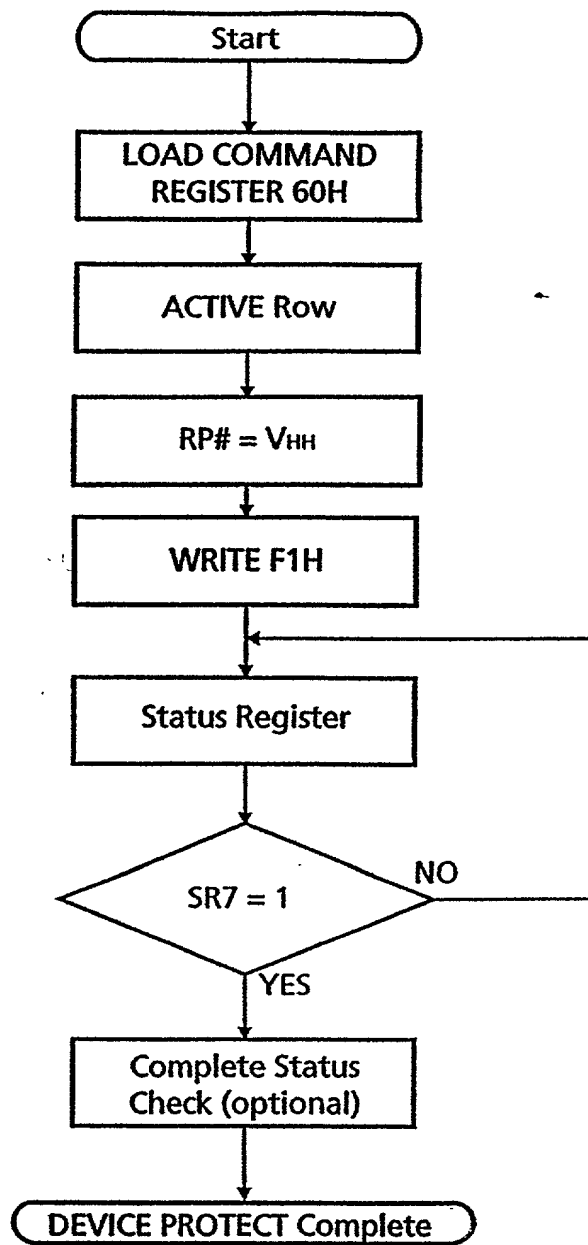 Start
LOAD COMMAND
REGISTER 60H
ACTIVE Row
RP# = VHH
WRITE F1H
Status Register
SR7 = 1
NO
YES
Complete Status
Check (optional)
DEVICE PROTECT Complete